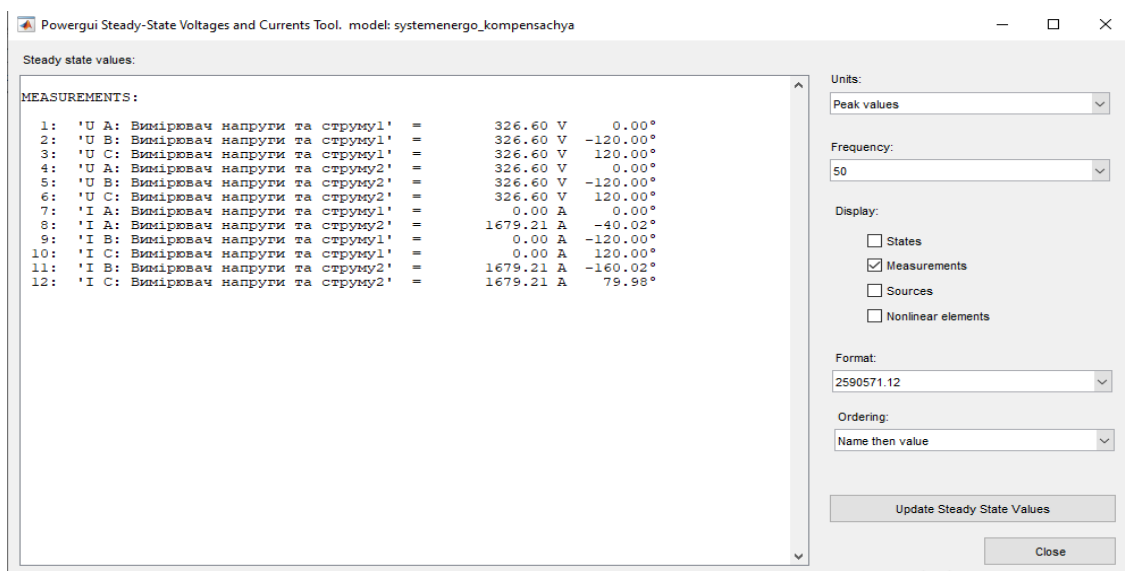 Powergui Steady-State Voltages and Currents Tool. model: systemenergo_kompensachya
Steady state values:
MEASUREMENTS:
1: 'U A: Вимірювач напруги та струму1' = 326.60 V 0.00°
2: 'U B: Вимірювач напруги та струму1' = 326.60 V -120.00°
3: 'U C: Вимірювач напруги та струму1' = 326.60 V 120.00°
4: 'U A: Вимірювач напруги та струму2' = 326.60 V 0.00°
5: 'U B: Вимірювач напруги та струму2' = 326.60 V -120.00°
6: 'U C: Вимірювач напруги та струму2' = 326.60 V 120.00°
7: 'I A: Вимірювач напруги та струму1' = 0.00 A 0.00°
8: 'I A: Вимірювач напруги та струму2' = 1679.21 A -40.02°
9: 'I B: Вимірювач напруги та струму1' = 0.00 A -120.00°
10: 'I C: Вимірювач напруги та струму1' = 0.00 A 120.00°
11: 'I B: Вимірювач напруги та струму2' = 1679.21 A -160.02°
12: 'I C: Вимірювач напруги та струму2' = 1679.21 A 79.98°
Units:
Peak values
Frequency:
50
Display:
States
Measurements
Sources
Nonlinear elements
Format:
2590571.12
Ordering:
Name then value
Update Steady State Values
Close